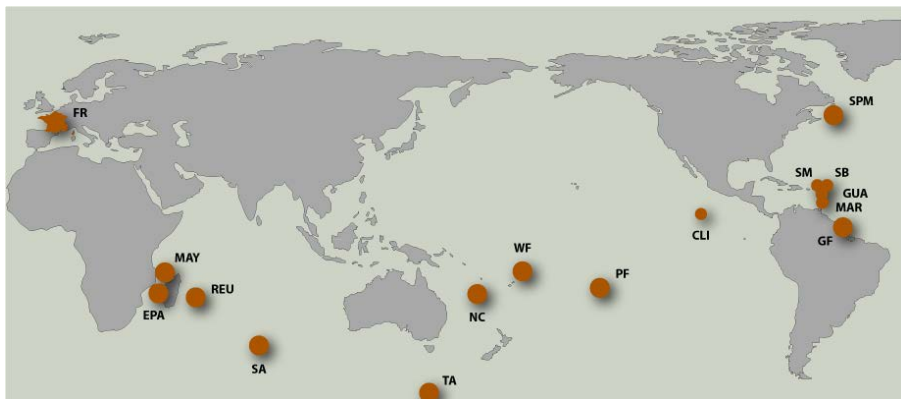 FR
SPM
SM SB
GUA
MAR
CLI
GF
MAY
WF
REU
PF
EPA
NC
SA
TA